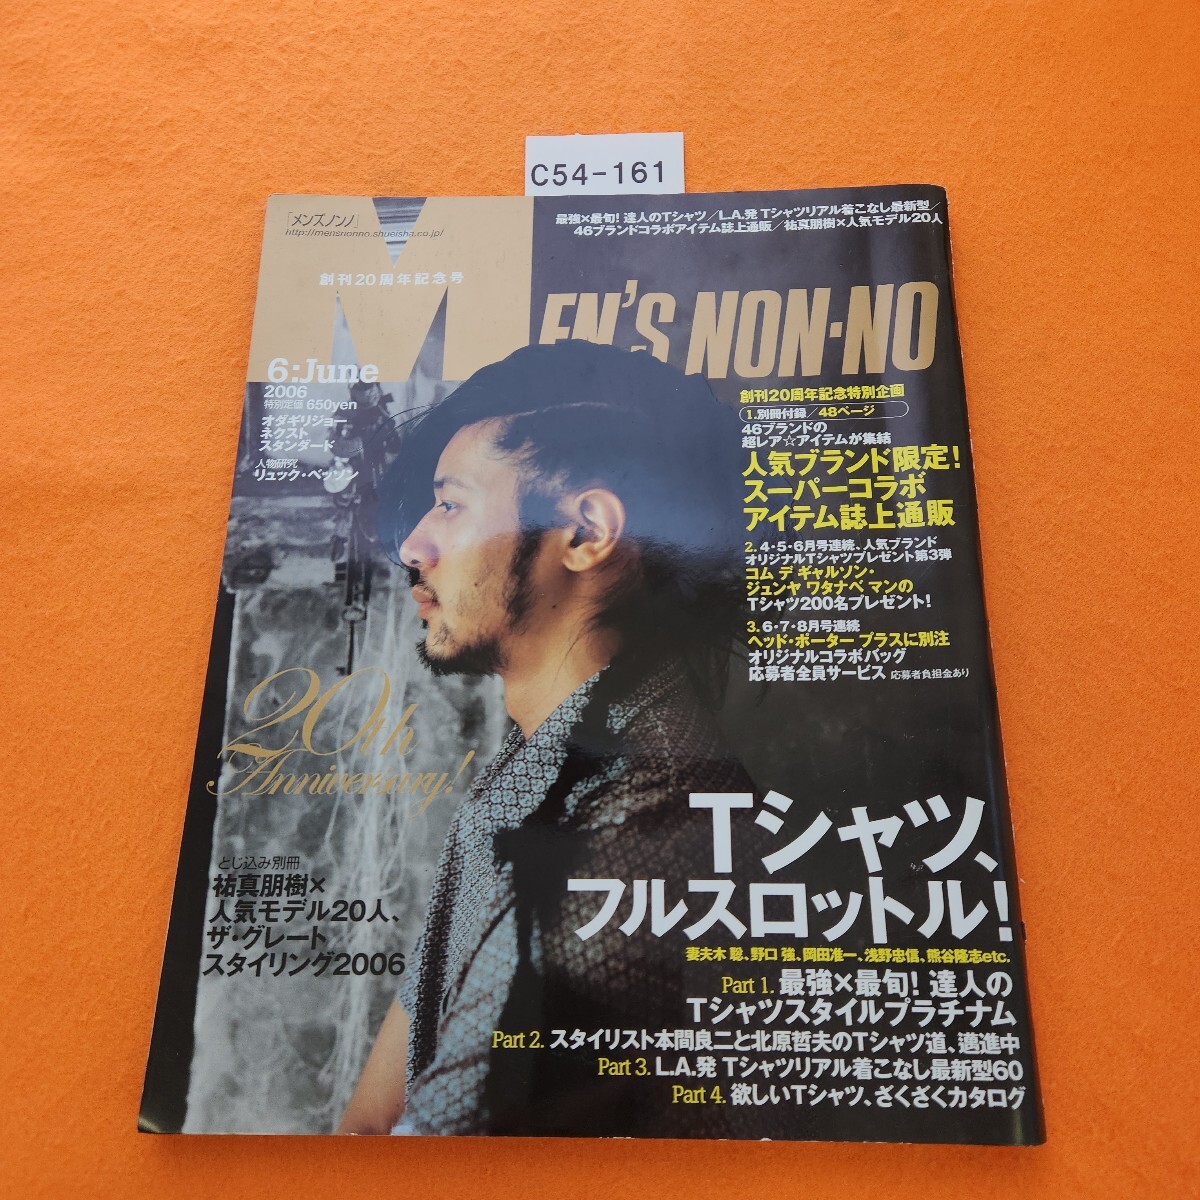 C54-161
「メンズノンノ」
http://mensnonno.shueisha.co.jp/
最強×最旬! 達人のTシャツ/L.A.発 Tシャツリアル着こなし最新型/
46ブランドコラボアイテム誌上通販/祐真朋樹×人気モデル20人
創刊20周年記念号
MEN'S NON·NO
6:June
2006
特別定価 650yen
オダギリジョー
ネクスト
スタンダード
人物研究
リュック・ベッソン
創刊20周年記念特別企画
1.別冊付録/48ページ
46ブランドの
超レア☆アイテムが集結
人気ブランド限定!
スーパーコラボ
アイテム誌上通販
2. 4・5・6月号連続、人気ブランド
オリジナルTシャツプレゼント第3弾
コム デ ギャルソン・
ジュンヤ ワタナベ マンの
Tシャツ200名プレゼント!
3. 6・7・8月号連続
ヘッド・ポーター プラスに別注
オリジナルコラボバッグ
応募者全員サービス 応募者負担金あり
20th
Anniversary!
とじ込み別冊
祐真朋樹×
人気モデル20人、
ザ・グレート
スタイリング2006
Tシャツ、
フルスロットル!
妻夫木 聡、野口 強、岡田准一、浅野忠信、熊谷隆志etc.
Part 1. 最強×最旬! 達人の
Tシャツスタイルプラチナム
Part 2. スタイリスト本間良二と北原哲夫のTシャツ道、邁進中
Part 3. L.A.発 Tシャツリアル着こなし最新型60
Part 4. 欲しいTシャツ、ざくざくカタログ